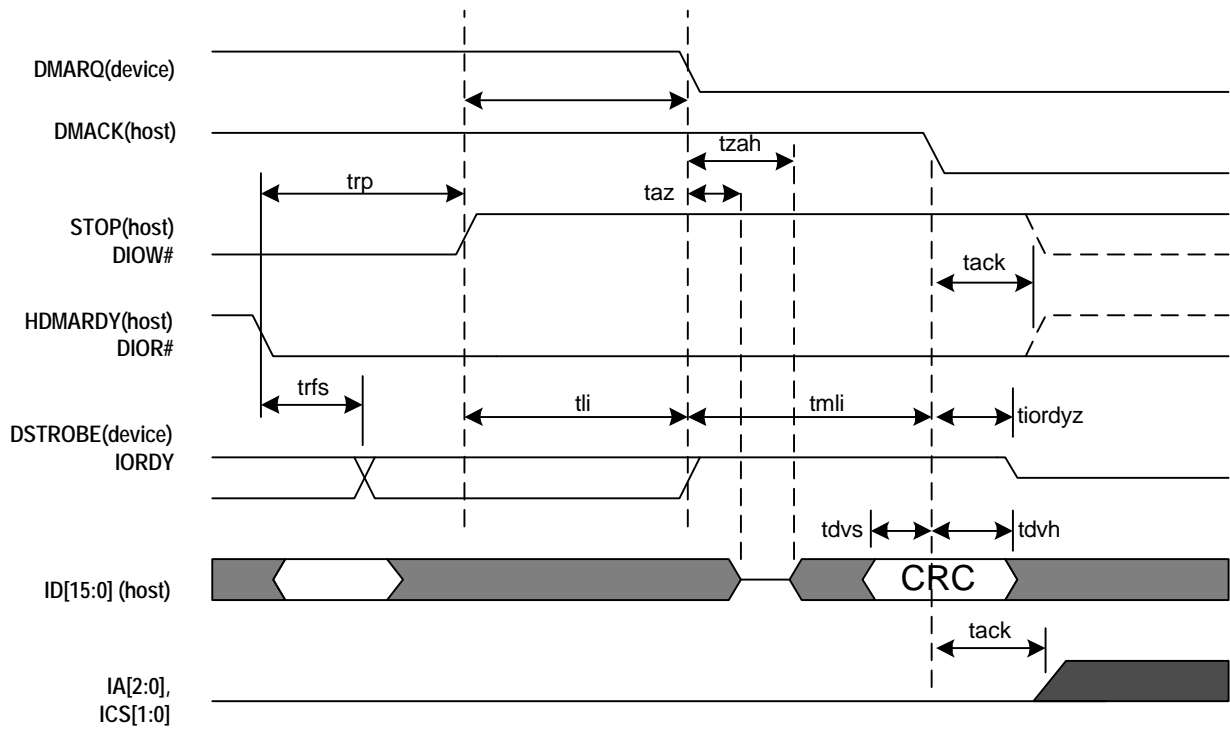 DMARQ(device)
DMACK(host)
tzah
trp
taz
STOP(host)
DIOW#
tack
HDMARDY(host)
DIOR#
trfs
tli
tmli
tiordyz
DSTROBE(device)
IORDY
tdvs
tdvh
ID[15:0] (host)
CRC
tack
IA[2:0],
ICS[1:0]